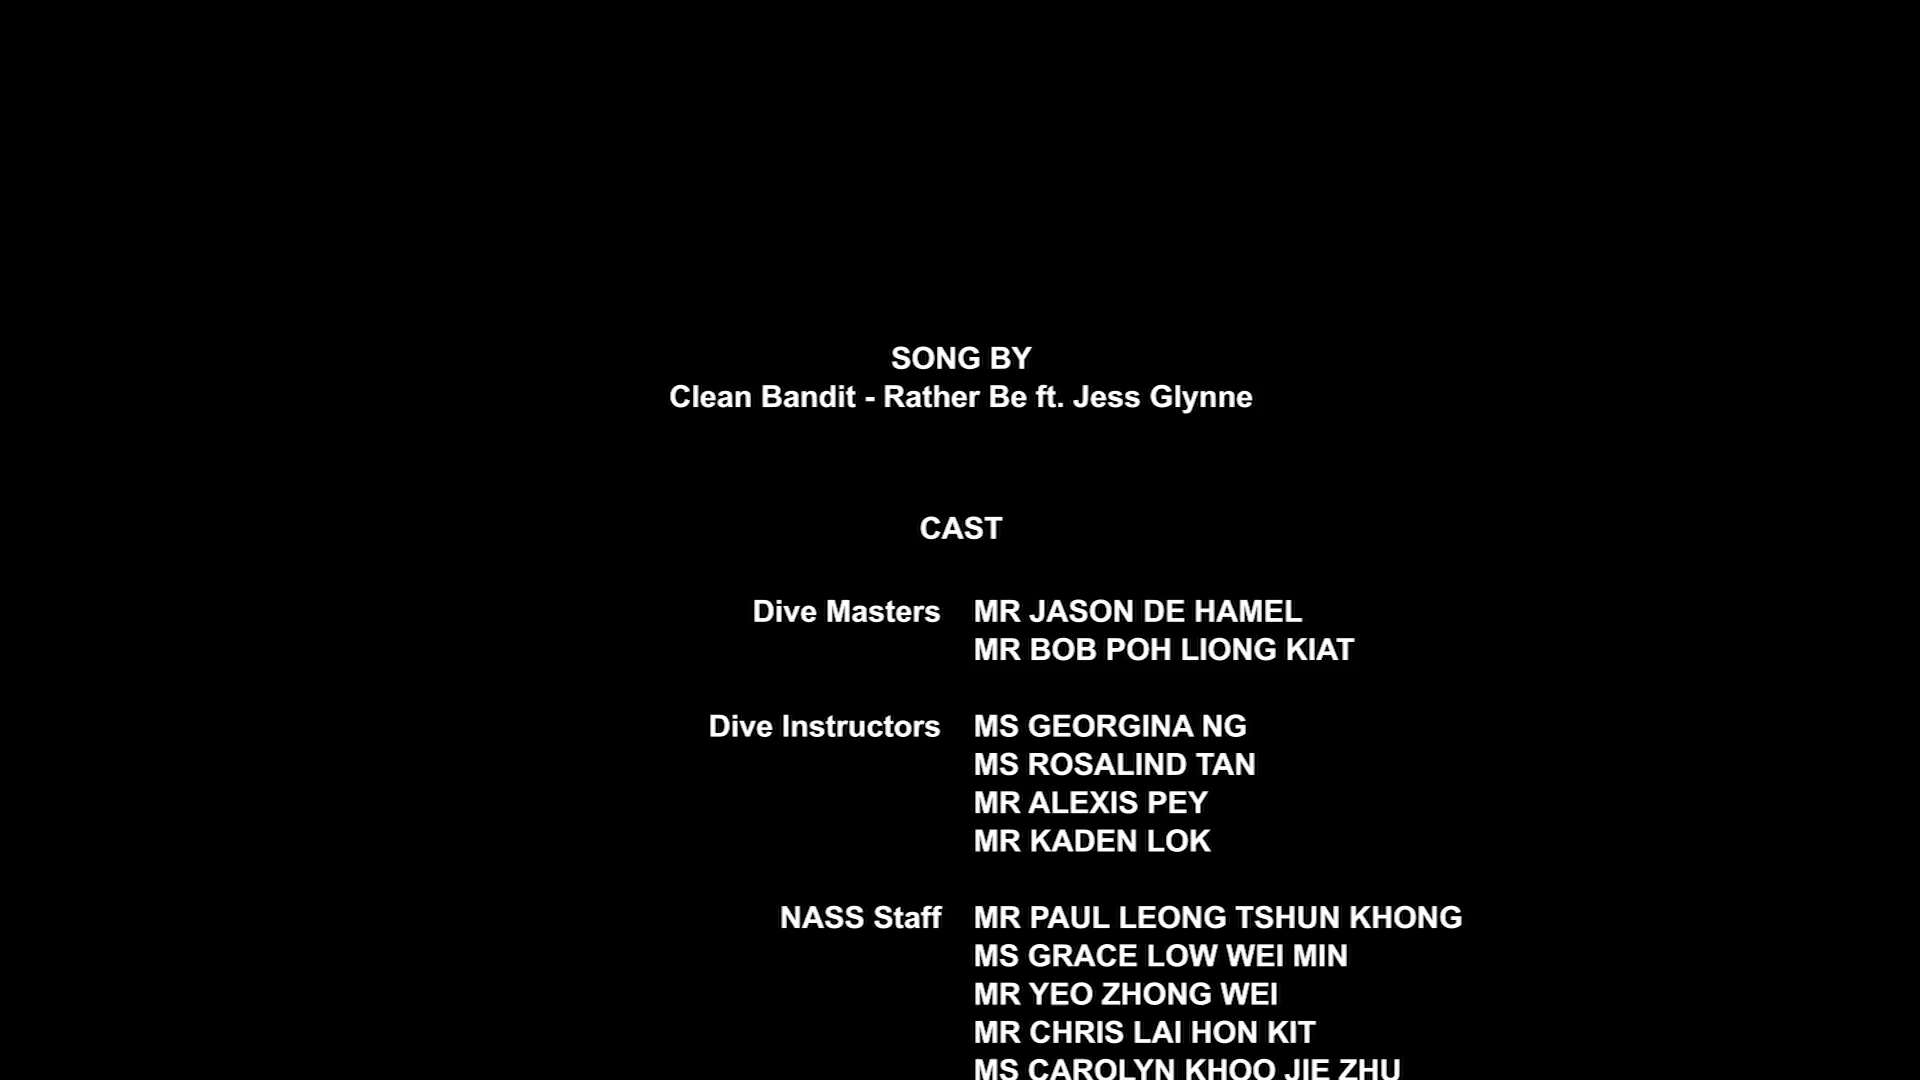 SONG BY
Clean Bandit - Rather Be ft. Jess Glynne
CAST
Dive Masters MR JASON DE HAMEL
MR BOB POH LIONG KIAT
Dive Instructors MS GEORGINA NG
MS ROSALIND TAN
MR ALEXIS PEY
MR KADEN LOK
NASS Staff MR PAUL LEONG TSHUN KHONG
MS GRACE LOW WEI MIN
MR YEO ZHONG WEI
MR CHRIS LAI HON KIT
MS CAROLYN KHOO JIE ZHU